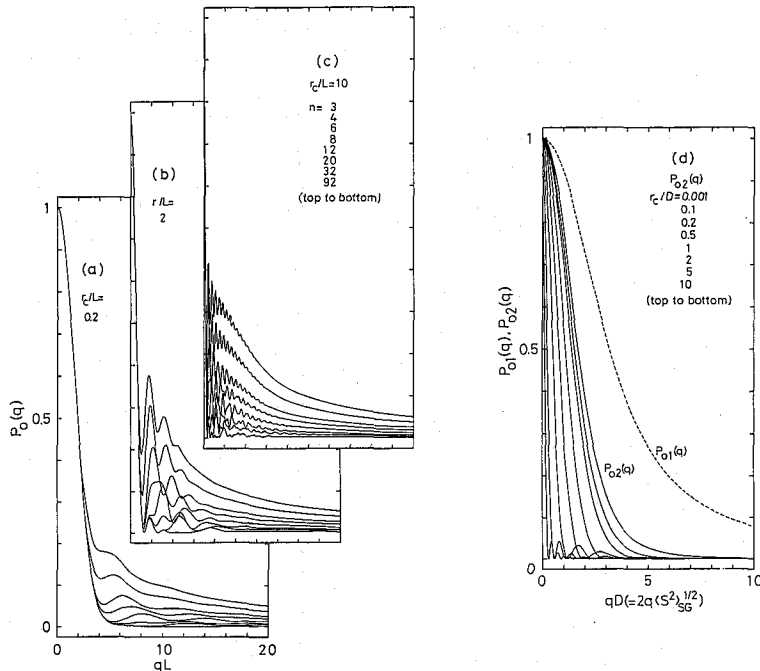 (c)
r_c/L=10
n= 3
4
6
8
12
20
32
92
(top to bottom)
(b)
r/L=
2
(a)
r_c/L=
0.2
1
0.5
0
P_o(q)
0
10
20
qL
(d)
P_o2(q)
r_c/D=0.001
0.1
0.2
0.5
1
2
5
10
(top to bottom)
1
0.5
0
P_o1(q), P_o2(q)
P_o1(q)
P_o2(q)
0
5
10
qD(=2q⟨S²⟩_SG^1/2)